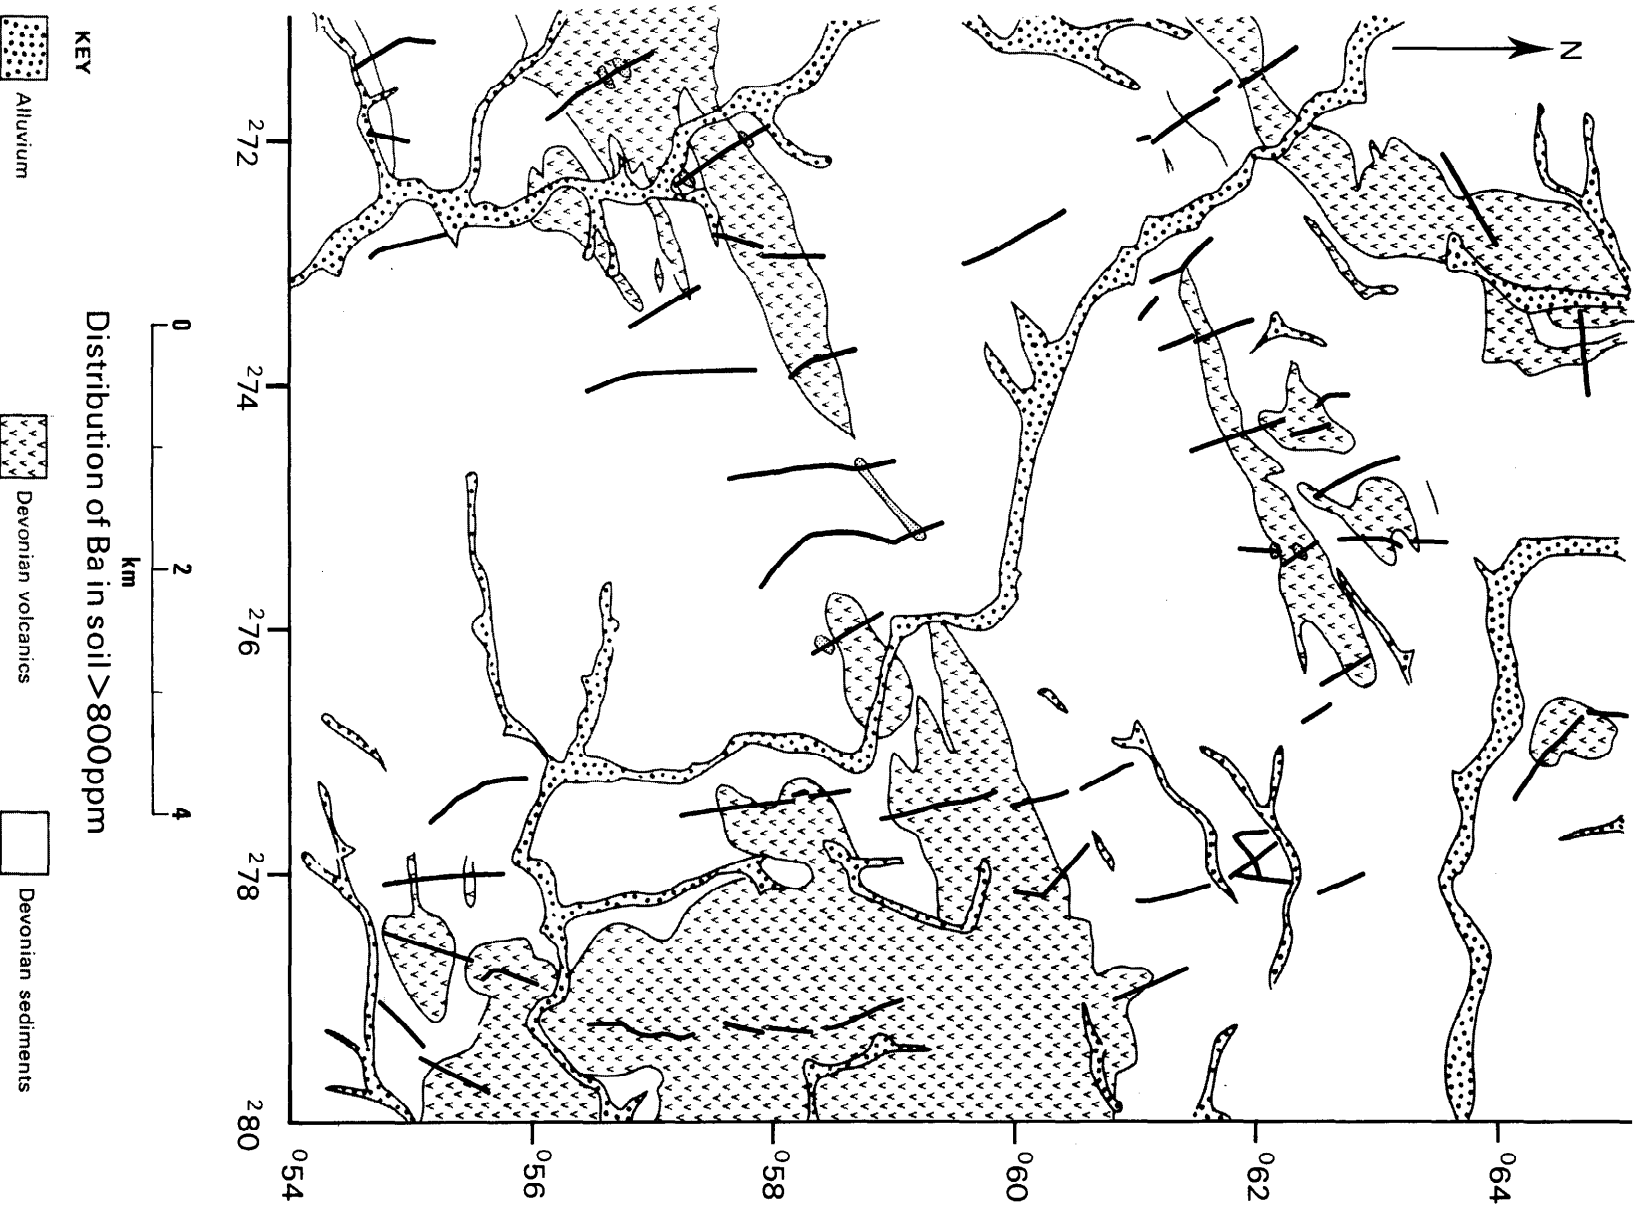 N
⁰64
⁰62
⁰60
⁰58
⁰56
⁰54
²72
²74
²76
²78
²80
0 2 4
km
Distribution of Ba in soil >800ppm
KEY
Alluvium
Devonian volcanics
Devonian sediments